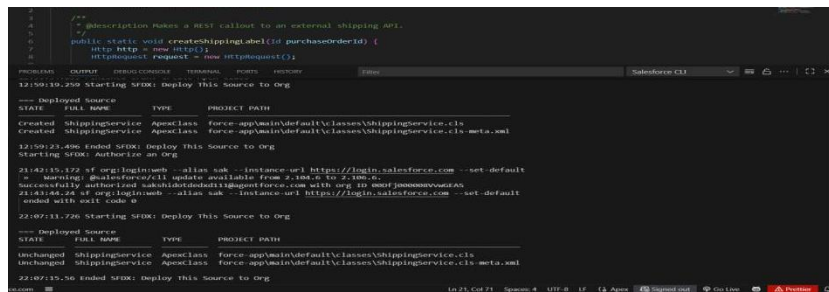 /**
* @description Makes a REST callout to an external shipping API.
*/
public static void createShippingLabel(Id purchaseOrderId) {
Http http = new Http();
HttpRequest request = new HttpRequest();
PROBLEMS OUTPUT DEBUG CONSOLE TERMINAL PORTS HISTORY Filter Salesforce CLI
12:59:19.259 Starting SFDX: Deploy This Source to Org
=== Deployed Source
STATE FULL NAME TYPE PROJECT PATH
Created ShippingService ApexClass force-app\main\default\classes\ShippingService.cls
Created ShippingService ApexClass force-app\main\default\classes\ShippingService.cls-meta.xml
12:59:23.496 Ended SFDX: Deploy This Source to Org
Starting SFDX: Authorize an Org
21:42:15.172 sf org:login:web --alias sak --instance-url https://login.salesforce.com --set-default
» Warning: @salesforce/cli update available from 2.104.6 to 2.106.6.
Successfully authorized with org ID
21:43:44.24 sf org:login:web --alias sak --instance-url https://login.salesforce.com --set-default
ended with exit code 0
22:07:11.726 Starting SFDX: Deploy This Source to Org
=== Deployed Source
STATE FULL NAME TYPE PROJECT PATH
Unchanged ShippingService ApexClass force-app\main\default\classes\ShippingService.cls
Unchanged ShippingService ApexClass force-app\main\default\classes\ShippingService.cls-meta.xml
22:07:15.56 Ended SFDX: Deploy This Source to Org
Ln 21, Col 71 Spaces: 4 UTF-8 LF Apex Signed out Go Live Prettier